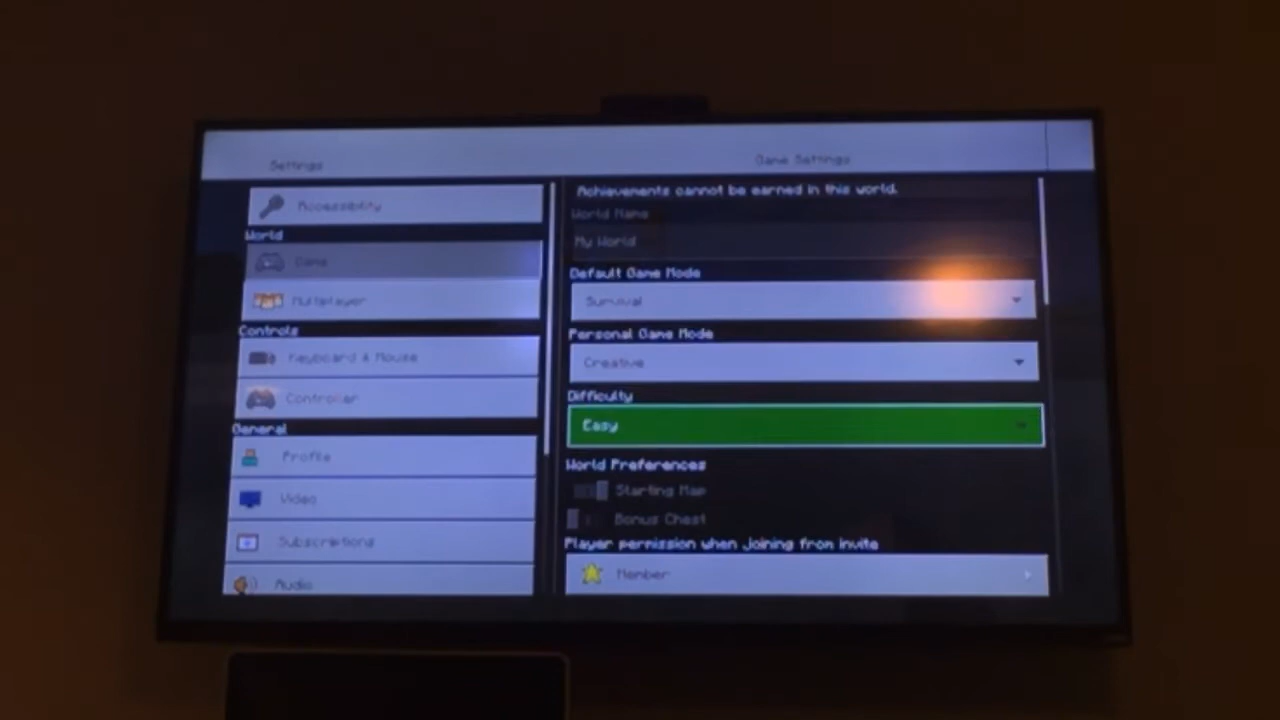 Settings
Game Settings
Accessibility
World
Game
Multiplayer
Controls
Keyboard & Mouse
Controller
General
Profile
Video
Subscriptions
Audio
Achievements cannot be earned in this world.
World Name
My World
Default Game Mode
Survival
Personal Game Mode
Creative
Difficulty
Easy
World Preferences
Starting Map
Bonus Chest
Player permission when joining from invite
Member